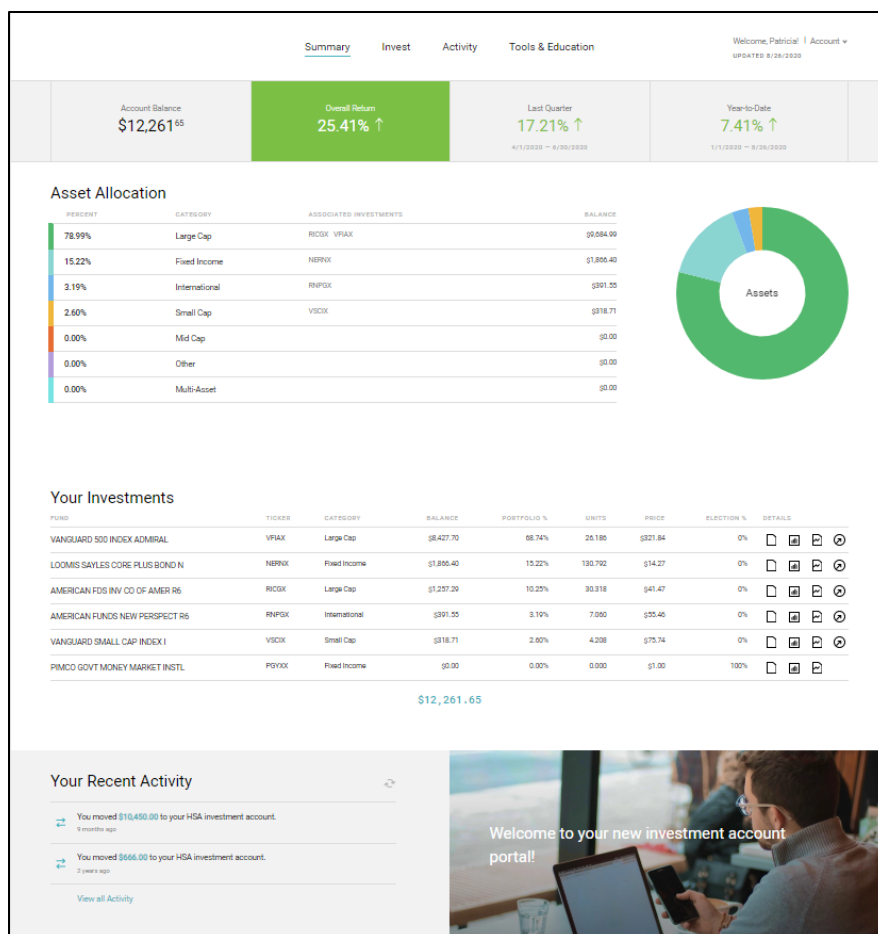 Summary Invest Activity Tools & Education Welcome, Patricia! | Account
UPDATED 8/26/2020
Account Balance Overall Return Last Quarter Year-to-Date
$12,261⁶⁵ 25.41% ↑ 17.21% ↑ 7.41% ↑
4/1/2020 — 6/30/2020 1/1/2020 — 8/26/2020
Asset Allocation
PERCENT CATEGORY ASSOCIATED INVESTMENTS BALANCE
78.99% Large Cap RICGX VFIAX $9,684.99
15.22% Fixed Income NERNX $1,866.40
3.19% International RNPGX $391.55
2.60% Small Cap VSCIX $318.71
0.00% Mid Cap $0.00
0.00% Other $0.00
0.00% Multi-Asset $0.00
Assets
Your Investments
FUND TICKER CATEGORY BALANCE PORTFOLIO % UNITS PRICE ELECTION % DETAILS
VANGUARD 500 INDEX ADMIRAL VFIAX Large Cap $8,427.70 68.74% 26.186 $321.84 0%
LOOMIS SAYLES CORE PLUS BOND N NERNX Fixed Income $1,866.40 15.22% 130.792 $14.27 0%
AMERICAN FDS INV CO OF AMER R6 RICGX Large Cap $1,257.29 10.25% 30.318 $41.47 0%
AMERICAN FUNDS NEW PERSPECT R6 RNPGX International $391.55 3.19% 7.060 $55.46 0%
VANGUARD SMALL CAP INDEX I VSCIX Small Cap $318.71 2.60% 4.208 $75.74 0%
PIMCO GOVT MONEY MARKET INSTL PGYXX Fixed Income $0.00 0.00% 0.000 $1.00 100%
$12,261.65
Your Recent Activity
You moved $10,450.00 to your HSA investment account.
9 months ago
You moved $666.00 to your HSA investment account.
2 years ago
View all Activity
Welcome to your new investment account
portal!